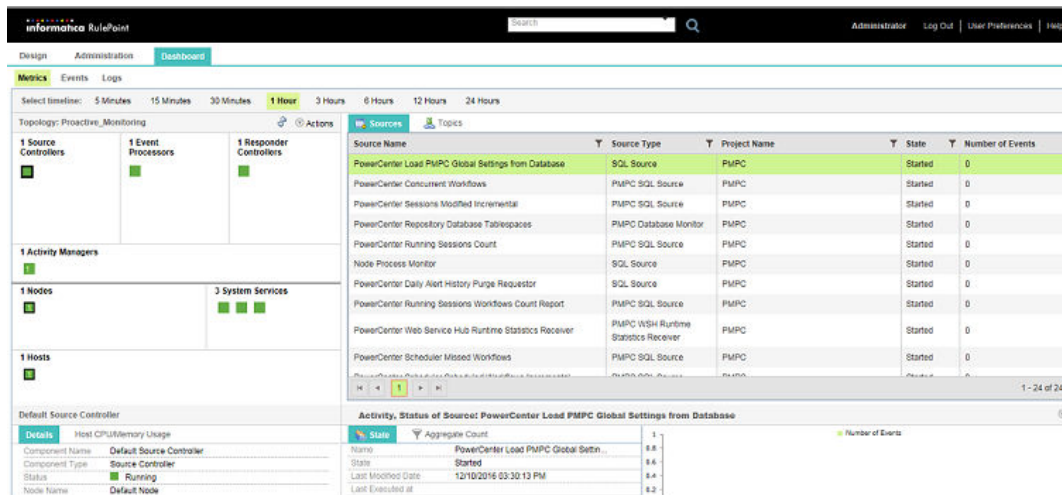 informatica RulePoint
Search
Administrator Log Out | User Preferences | Help
Design Administration Dashboard
Metrics Events Logs
Select timeline: 5 Minutes 15 Minutes 30 Minutes 1 Hour 3 Hours 6 Hours 12 Hours 24 Hours
Topology: Proactive_Monitoring Actions
1 Source Controllers
1 Event Processors
1 Responder Controllers
1 Activity Managers
1 Nodes
3 System Services
1 Hosts
Sources Topics
Source Name Source Type Project Name State Number of Events
PowerCenter Load PMPC Global Settings from Database SQL Source PMPC Started 0
PowerCenter Concurrent Workflows PMPC SQL Source PMPC Started 0
PowerCenter Sessions Modified Incremental PMPC SQL Source PMPC Started 0
PowerCenter Repository Database Tablespaces PMPC Database Monitor PMPC Started 0
PowerCenter Running Sessions Count PMPC SQL Source PMPC Started 0
Node Process Monitor SQL Source PMPC Started 0
PowerCenter Daily Alert History Purge Requestor SQL Source PMPC Started 0
PowerCenter Running Sessions Workflows Count Report PMPC SQL Source PMPC Started 0
PowerCenter Web Service Hub Runtime Statistics Receiver PMPC WSH Runtime Statistics Receiver PMPC Started 0
PowerCenter Scheduler Missed Workflows PMPC SQL Source PMPC Started 0
1
1 - 24 of 24
Default Source Controller
Details Host CPU/Memory Usage
Component Name Default Source Controller
Component Type Source Controller
Status Running
Node Name Default Node
Activity, Status of Source: PowerCenter Load PMPC Global Settings from Database
State Aggregate Count
Name PowerCenter Load PMPC Global Settin...
State Started
Last Modified Date 12/10/2016 03:30:13 PM
Last Executed at
1
0.8
0.6
0.4
0.2
Number of Events